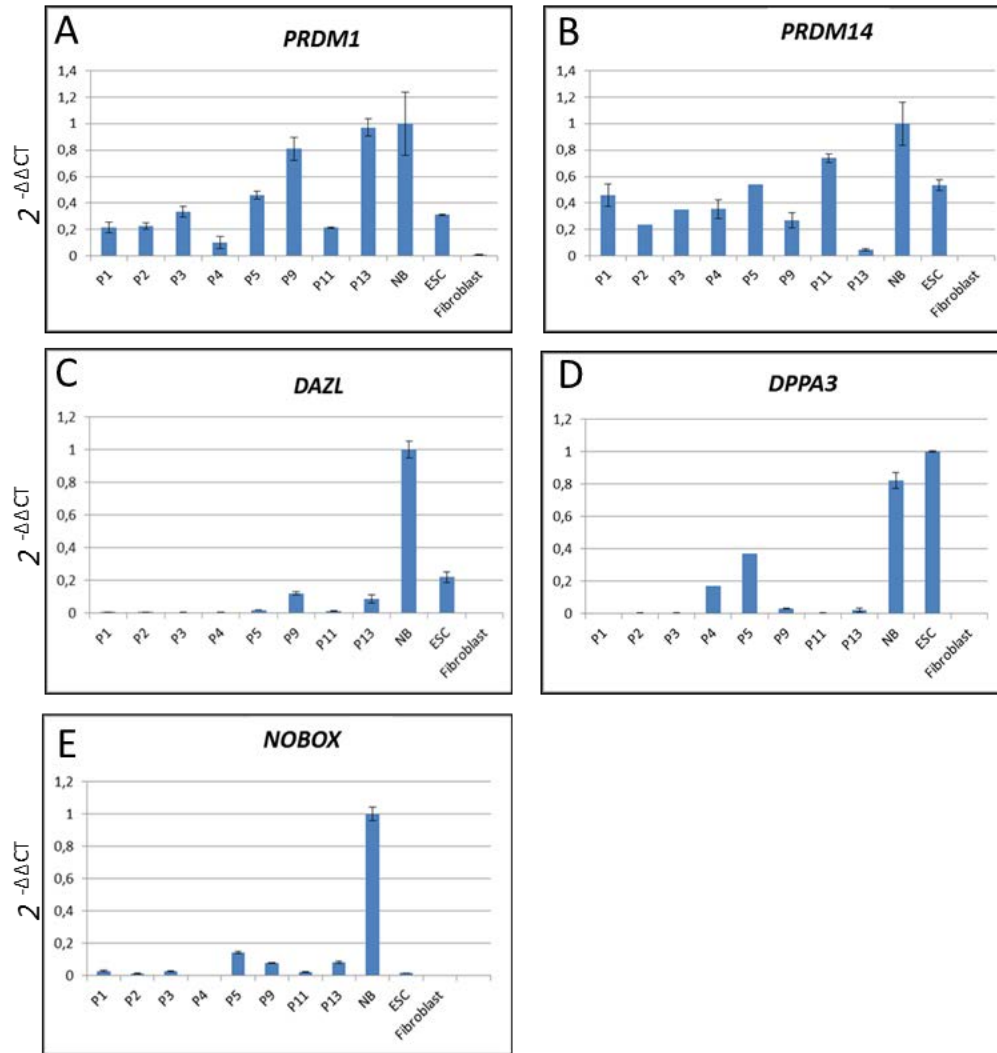 A
PRDM1
2 -ΔΔCT
1,4
1,2
1
0,8
0,6
0,4
0,2
0
P1 P2 P3 P4 P5 P9 P11 P13 NB ESC Fibroblast
B
PRDM14
1,4
1,2
1
0,8
0,6
0,4
0,2
0
P1 P2 P3 P4 P5 P9 P11 P13 NB ESC Fibroblast
C
DAZL
2 -ΔΔCT
1,2
1
0,8
0,6
0,4
0,2
0
P1 P2 P3 P4 P5 P9 P11 P13 NB ESC Fibroblast
D
DPPA3
1,2
1
0,8
0,6
0,4
0,2
0
P1 P2 P3 P4 P5 P9 P11 P13 NB ESC Fibroblast
E
NOBOX
2 -ΔΔCT
1,2
1
0,8
0,6
0,4
0,2
0
P1 P2 P3 P4 P5 P9 P11 P13 NB ESC Fibroblast